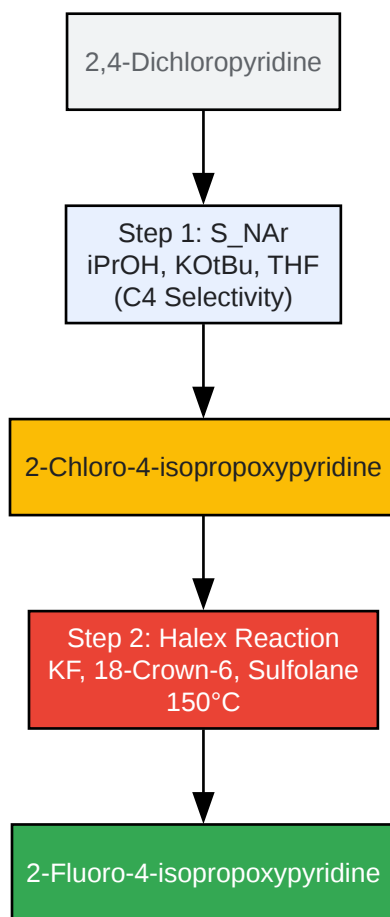 2,4-Dichloropyridine
Step 1: S_NAr
iPrOH, KOtBu, THF
(C4 Selectivity)
2-Chloro-4-isopropoxypyridine
Step 2: Halex Reaction
KF, 18-Crown-6, Sulfolane
150°C
2-Fluoro-4-isopropoxypyridine